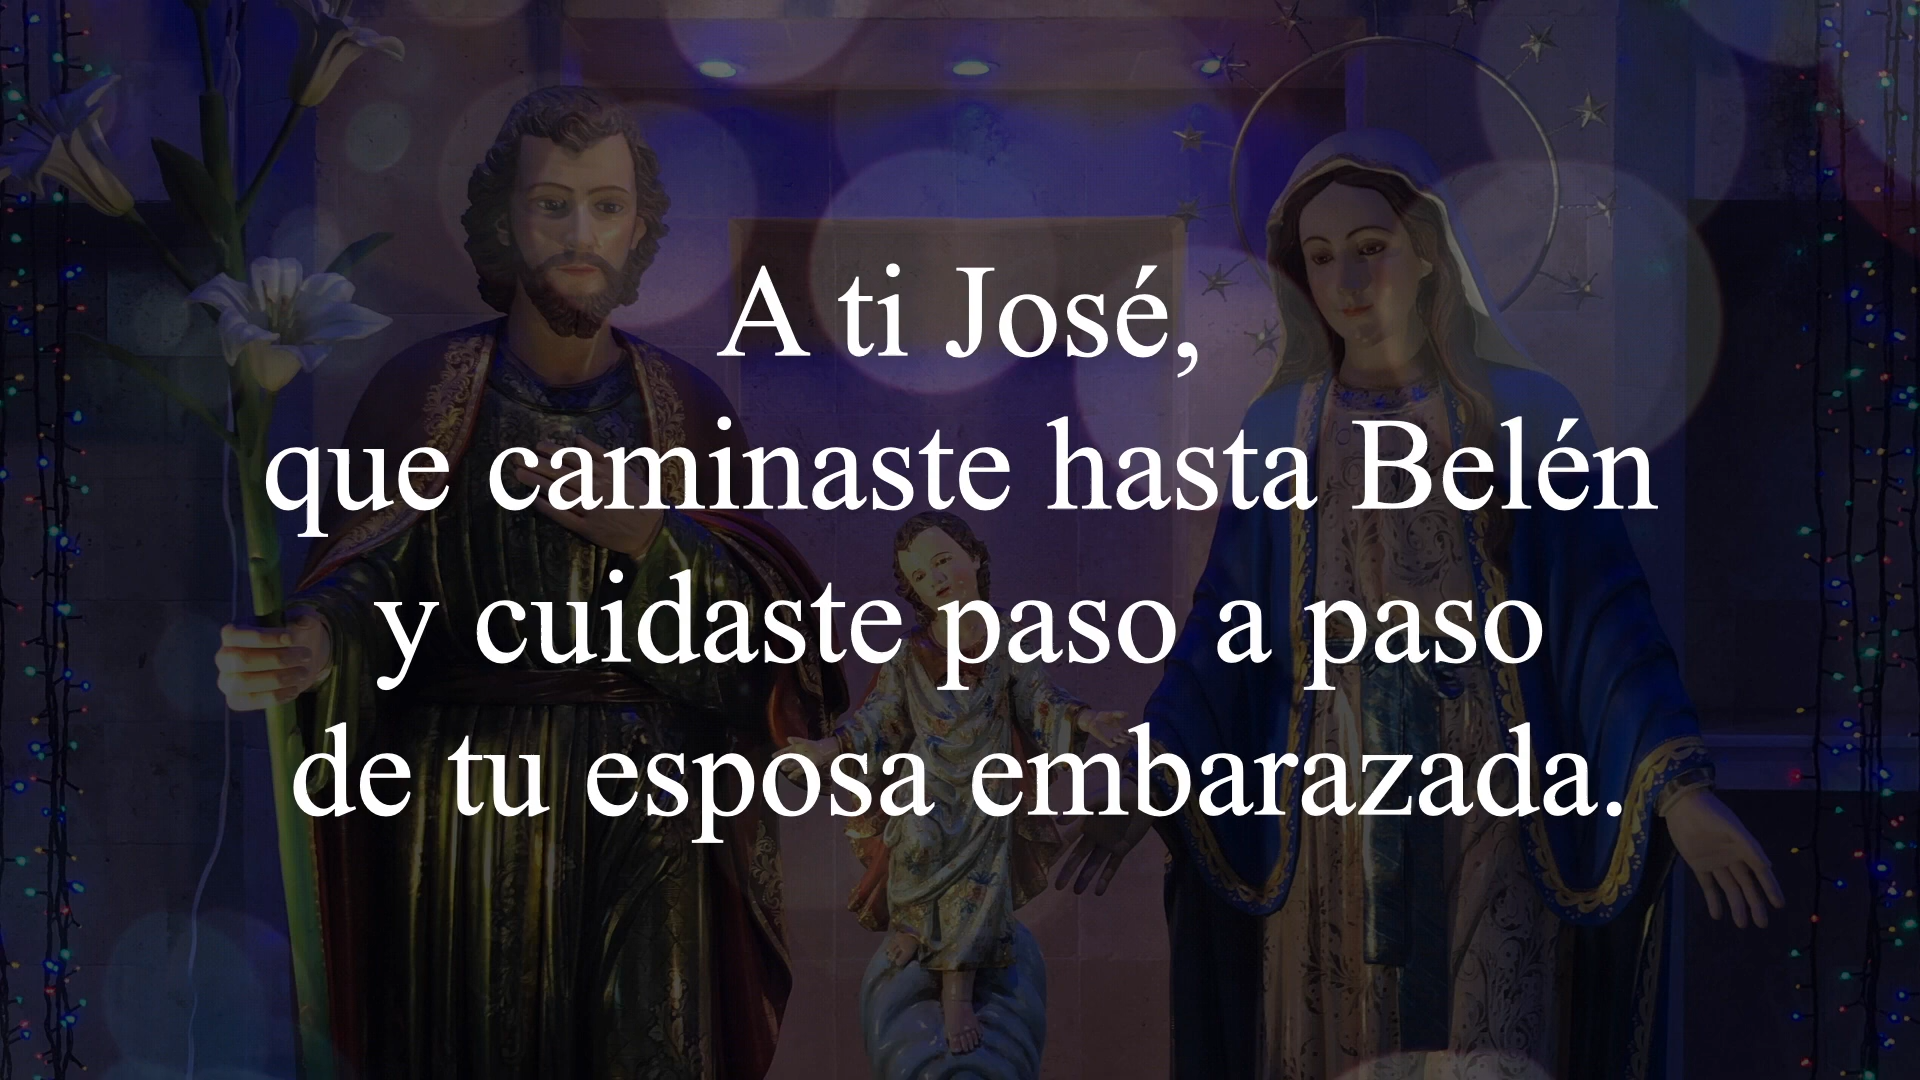 A ti José,
que caminaste hasta Belén
y cuidaste paso a paso
de tu esposa embarazada.